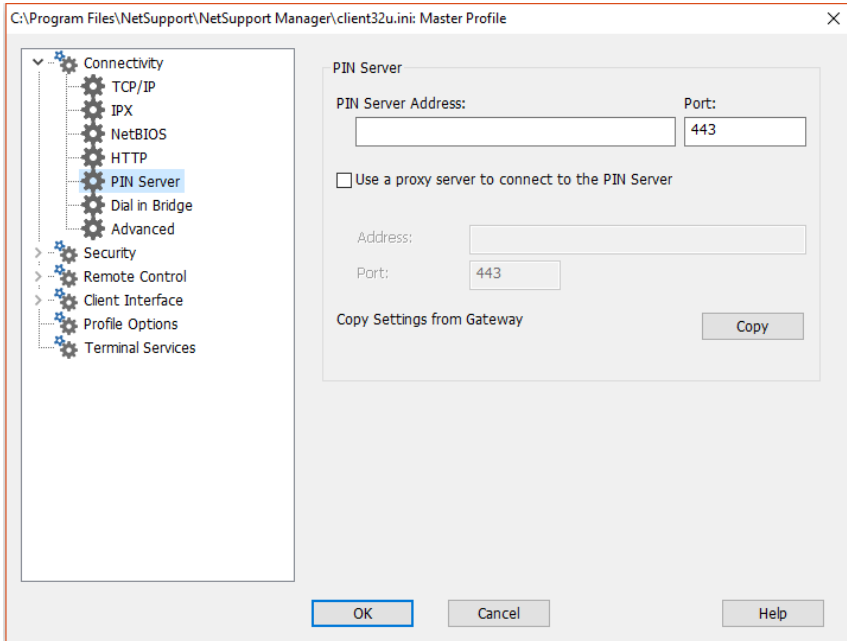 C:\Program Files\NetSupport\NetSupport Manager\client32u.ini: Master Profile
Connectivity
TCP/IP
IPX
NetBIOS
HTTP
PIN Server
Dial in Bridge
Advanced
Security
Remote Control
Client Interface
Profile Options
Terminal Services
PIN Server
PIN Server Address: Port:
443
Use a proxy server to connect to the PIN Server
Address:
Port: 443
Copy Settings from Gateway Copy
OK Cancel Help